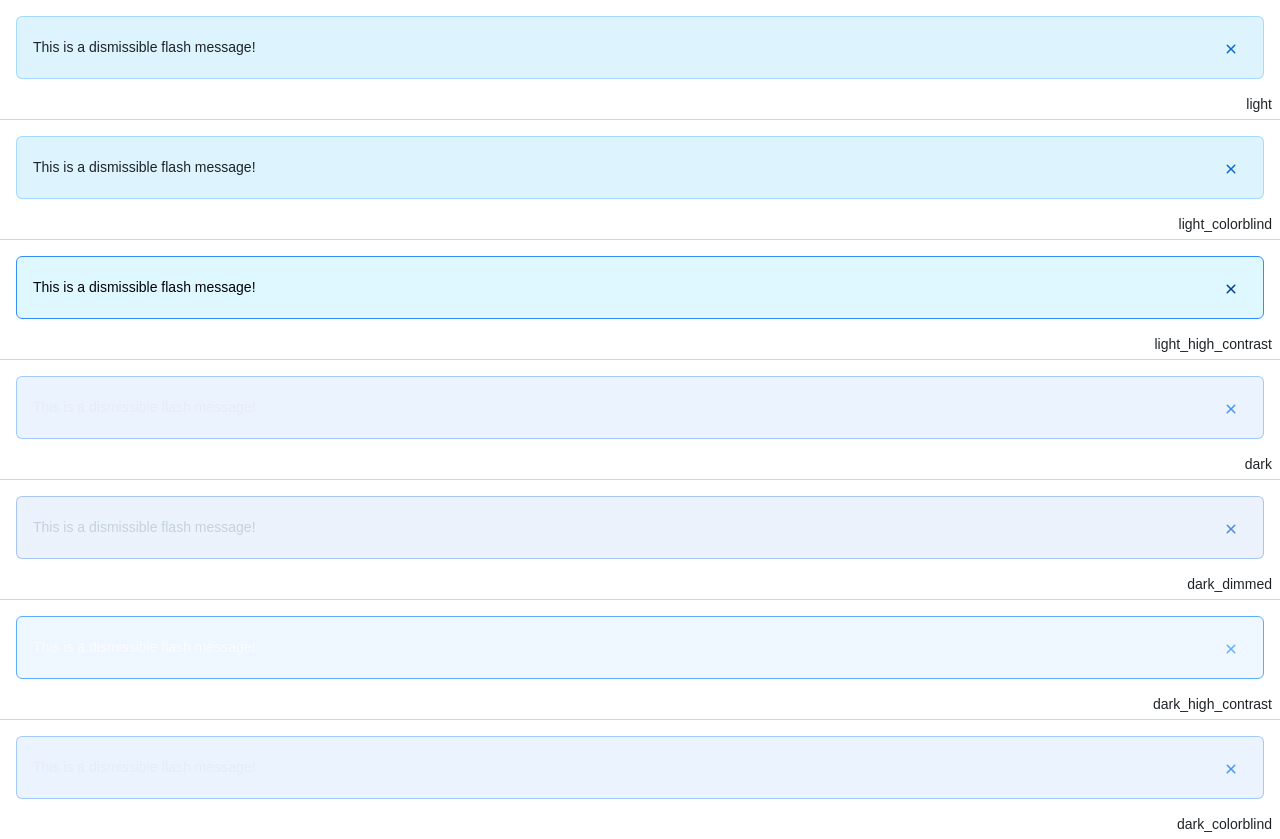 This is a dismissible flash message!
light
This is a dismissible flash message!
light_colorblind
This is a dismissible flash message!
light_high_contrast
This is a dismissible flash message!
dark
This is a dismissible flash message!
dark_dimmed
This is a dismissible flash message!
dark_high_contrast
This is a dismissible flash message!
dark_colorblind